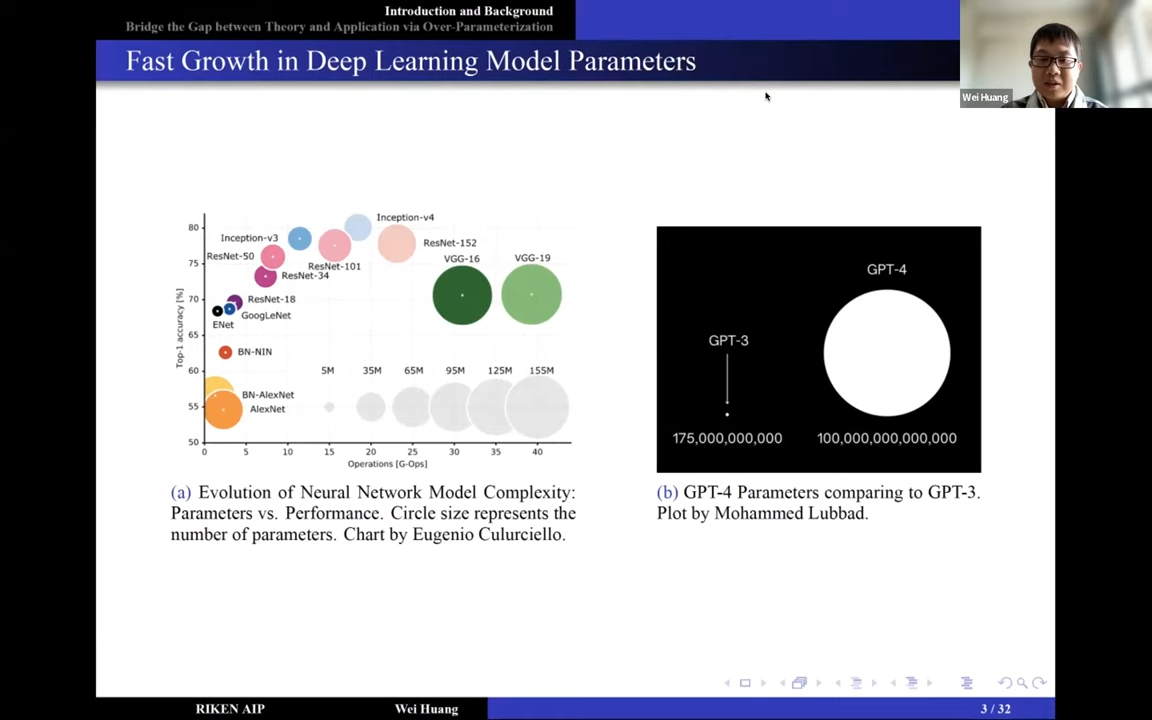 Introduction and Background
Bridge the Gap between Theory and Application via Over-Parameterization
Fast Growth in Deep Learning Model Parameters
Wei Huang
Inception-v4
Inception-v3
ResNet-50
ResNet-101
ResNet-152
ResNet-34
VGG-16
VGG-19
ResNet-18
GoogLeNet
ENet
BN-NIN
5M 35M 65M 95M 125M 155M
BN-AlexNet
AlexNet
80
75
70
65
60
55
50
Top-1 accuracy [%]
0 5 10 15 20 25 30 35 40
Operations [G-Ops]
(a) Evolution of Neural Network Model Complexity:
Parameters vs. Performance. Circle size represents the
number of parameters. Chart by Eugenio Culurciello.
GPT-4
GPT-3
175,000,000,000
100,000,000,000,000
(b) GPT-4 Parameters comparing to GPT-3.
Plot by Mohammed Lubbad.
RIKEN AIP
Wei Huang
3 / 32